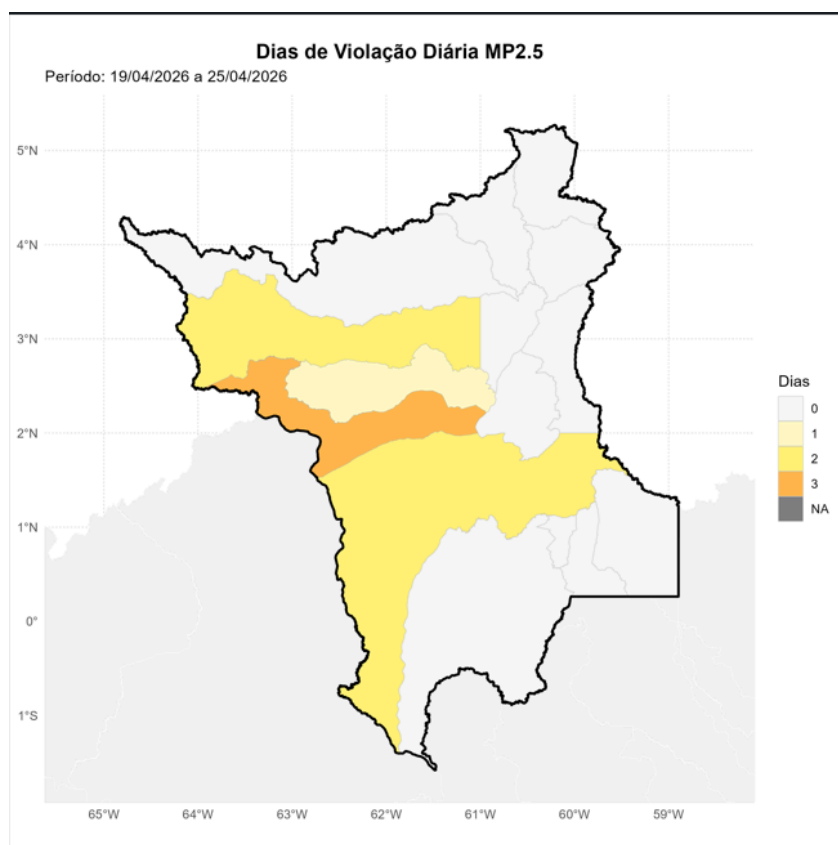 Dias de Violação Diária MP2.5
Período: 19/04/2026 a 25/04/2026
5°N
4°N
3°N
2°N
1°N
0°
1°S
65°W
64°W
63°W
62°W
61°W
60°W
59°W
Dias
0
1
2
3
NA